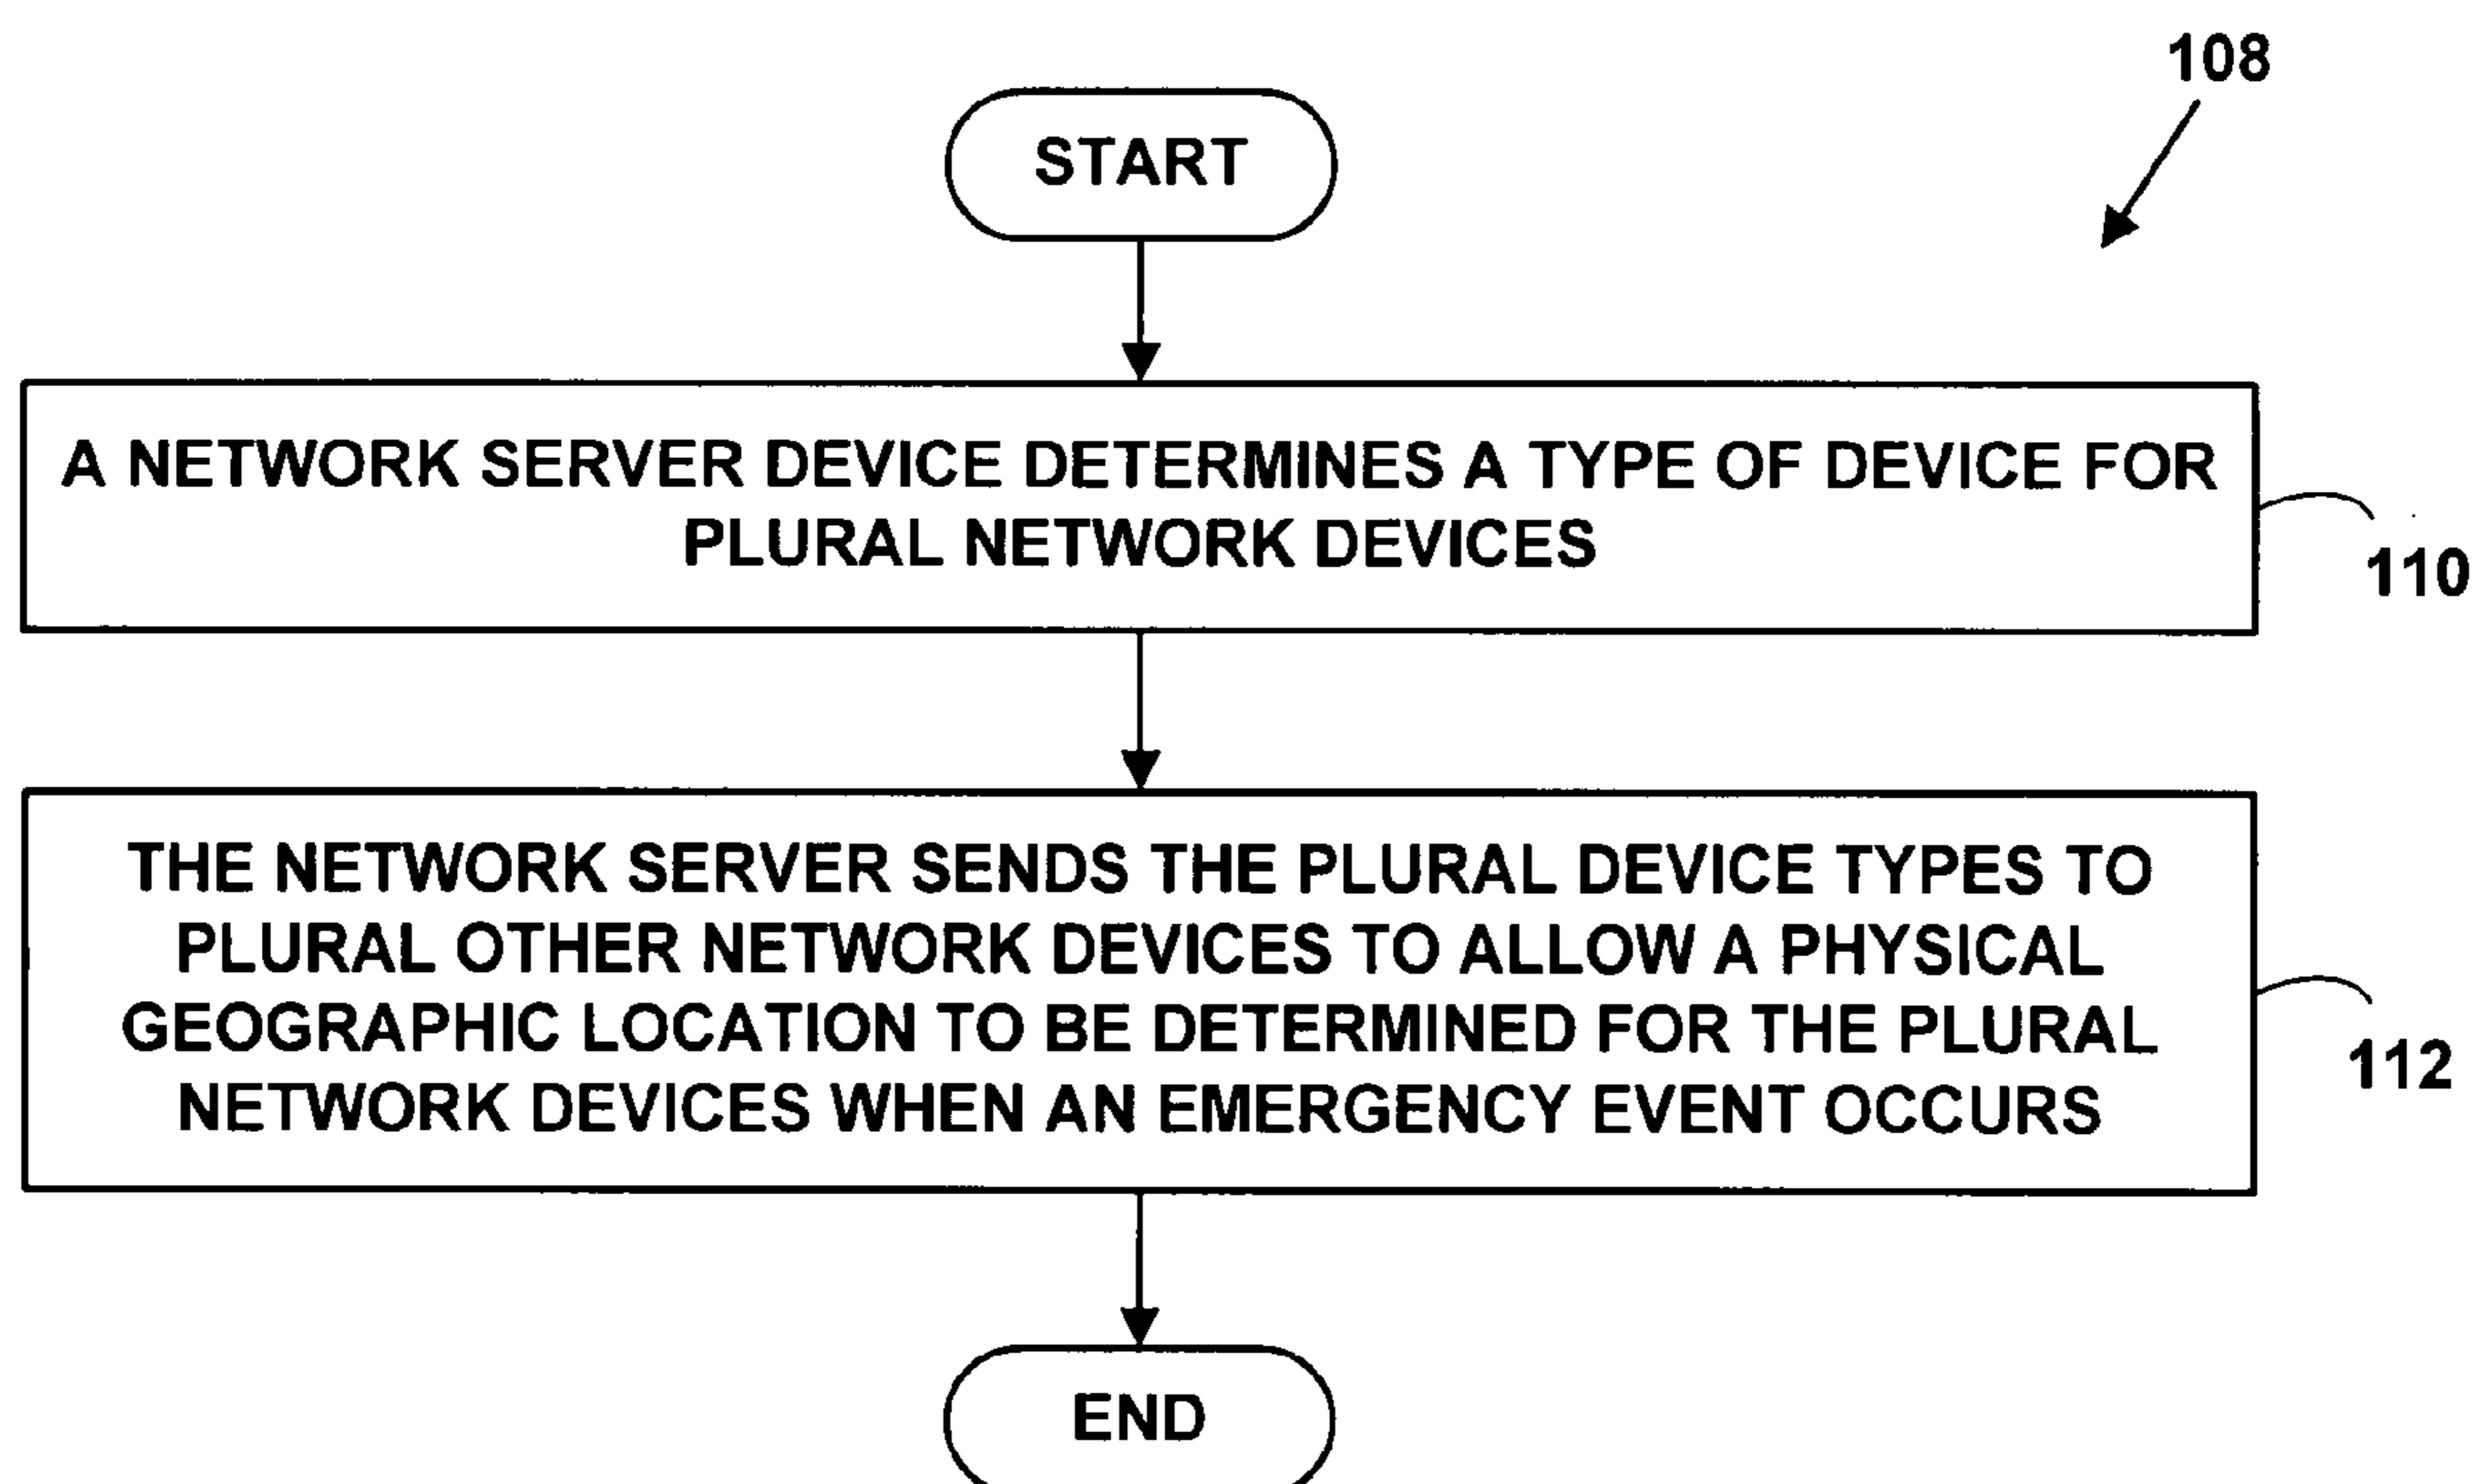 108
START
A NETWORK SERVER DEVICE DETERMINES A TYPE OF DEVICE FOR
PLURAL NETWORK DEVICES
110
THE NETWORK SERVER SENDS THE PLURAL DEVICE TYPES TO
PLURAL OTHER NETWORK DEVICES TO ALLOW A PHYSICAL
GEOGRAPHIC LOCATION TO BE DETERMINED FOR THE PLURAL
NETWORK DEVICES WHEN AN EMERGENCY EVENT OCCURS
112
END